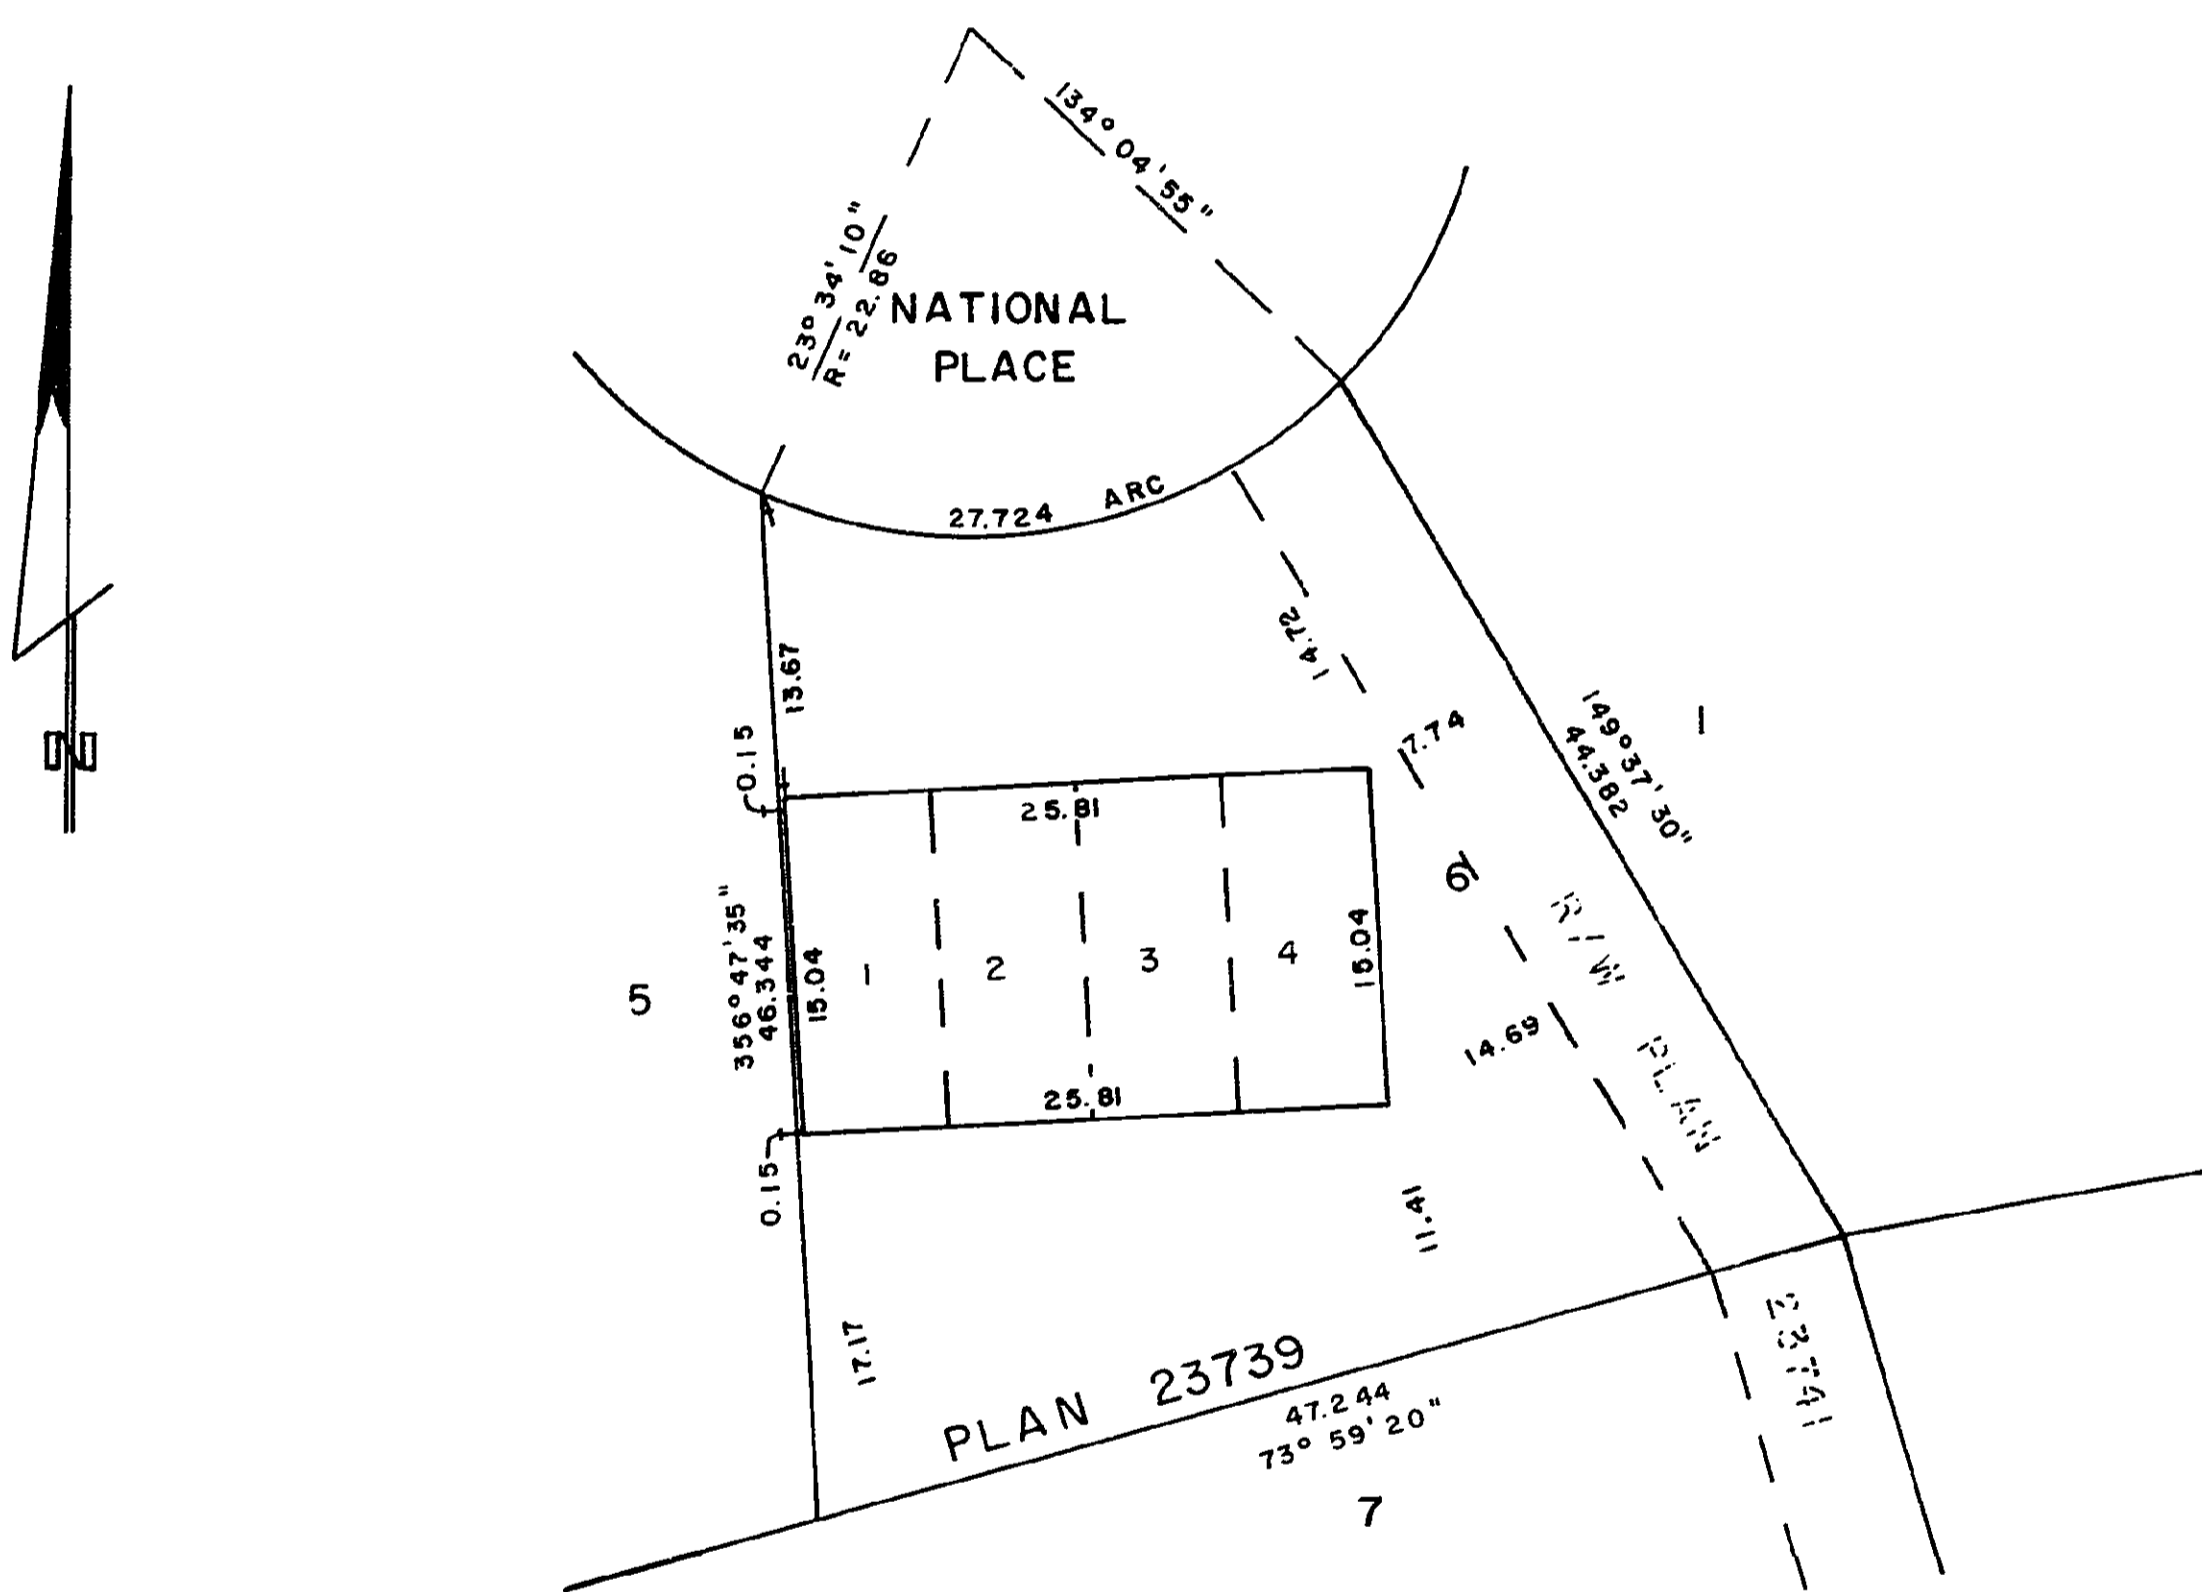 134° 04' 55"
23° 34' 10"
R= 22.86
NATIONAL
PLACE
27.724 ARC
N
13.67
14.72
0.15
7.74
149° 37' 30"
44.382
1
25.81
6
R/W PLAN
356° 47' 35"
46.344
15.04
1
2
3
4
15.04
5
14.69
25.81
0.15
11.41
17.17
23741
PLAN 23739
47.244
73° 59' 20"
7